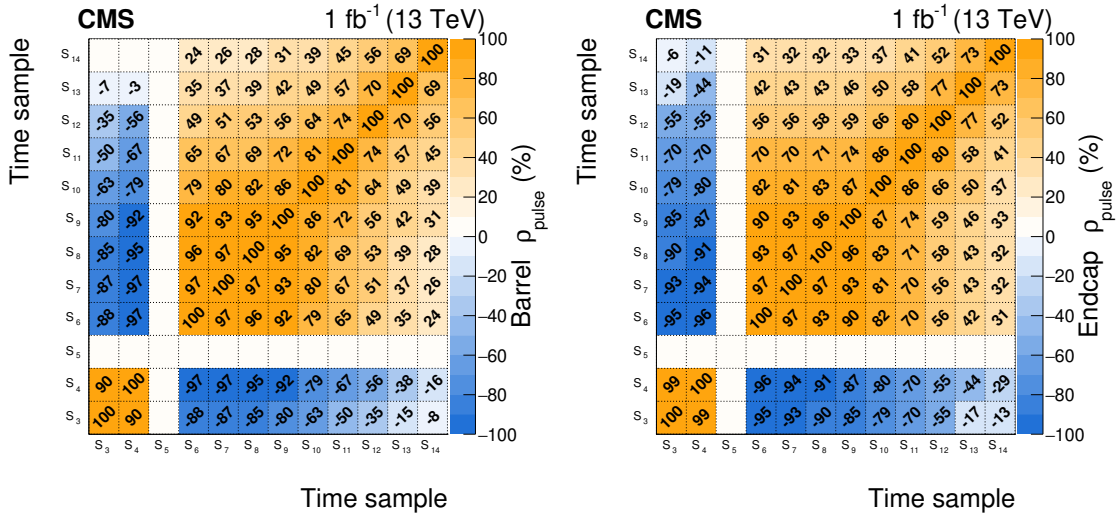 CMS 1 fb⁻¹ (13 TeV)
Time sample
S14 24 26 28 31 39 45 56 69 100
S13 -7 -3 35 37 39 42 49 57 70 100 69
S12 -35 -56 49 51 53 56 64 74 100 70 56
S11 -50 -67 65 67 69 72 81 100 74 57 45
S10 -63 -79 79 80 82 86 100 81 64 49 39
S9 -80 -92 92 93 95 100 86 72 56 42 31
S8 -85 -95 96 97 100 95 82 69 53 39 28
S7 -87 -97 97 100 97 93 80 67 51 37 26
S6 -88 -97 100 97 96 92 79 65 49 35 24
S5
S4 90 100 -97 -97 -95 -92 -79 -67 -56 -38 -16
S3 100 90 -88 -87 -85 -80 -63 -50 -35 -15 -8
S3 S4 S5 S6 S7 S8 S9 S10 S11 S12 S13 S14
Time sample
100
80
60
40
20
0
−20
−40
−60
−80
−100
Barrel ρpulse (%)
CMS 1 fb⁻¹ (13 TeV)
Time sample
S14 -6 -11 31 32 32 33 37 41 52 73 100
S13 -19 -44 42 43 43 46 50 58 77 100 73
S12 -55 -55 56 56 58 59 66 80 100 77 52
S11 -70 -70 70 70 71 74 86 100 80 58 41
S10 -79 -80 82 81 83 87 100 86 66 50 37
S9 -85 -87 90 93 96 100 87 74 59 46 33
S8 -90 -91 93 97 100 96 83 71 58 43 32
S7 -93 -94 97 100 97 93 81 70 56 43 32
S6 -95 -96 100 97 93 90 82 70 56 42 31
S5
S4 99 100 -96 -94 -91 -87 -80 -70 -55 -44 -29
S3 100 99 -95 -93 -90 -85 -79 -70 -55 -17 -13
S3 S4 S5 S6 S7 S8 S9 S10 S11 S12 S13 S14
Time sample
100
80
60
40
20
0
−20
−40
−60
−80
−100
Endcap ρpulse (%)